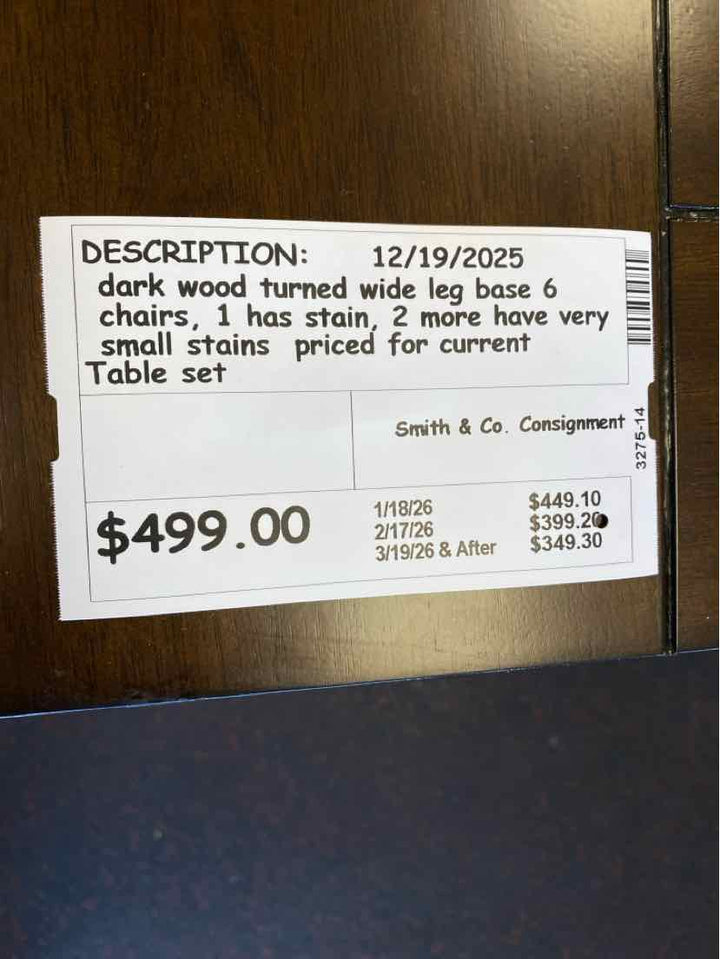 DESCRIPTION: 12/19/2025
dark wood turned wide leg base 6
chairs, 1 has stain, 2 more have very
small stains priced for current
Table set
Smith & Co. Consignment
3275-14
$499.00
1/18/26 $449.10
2/17/26 $399.20
3/19/26 & After $349.30